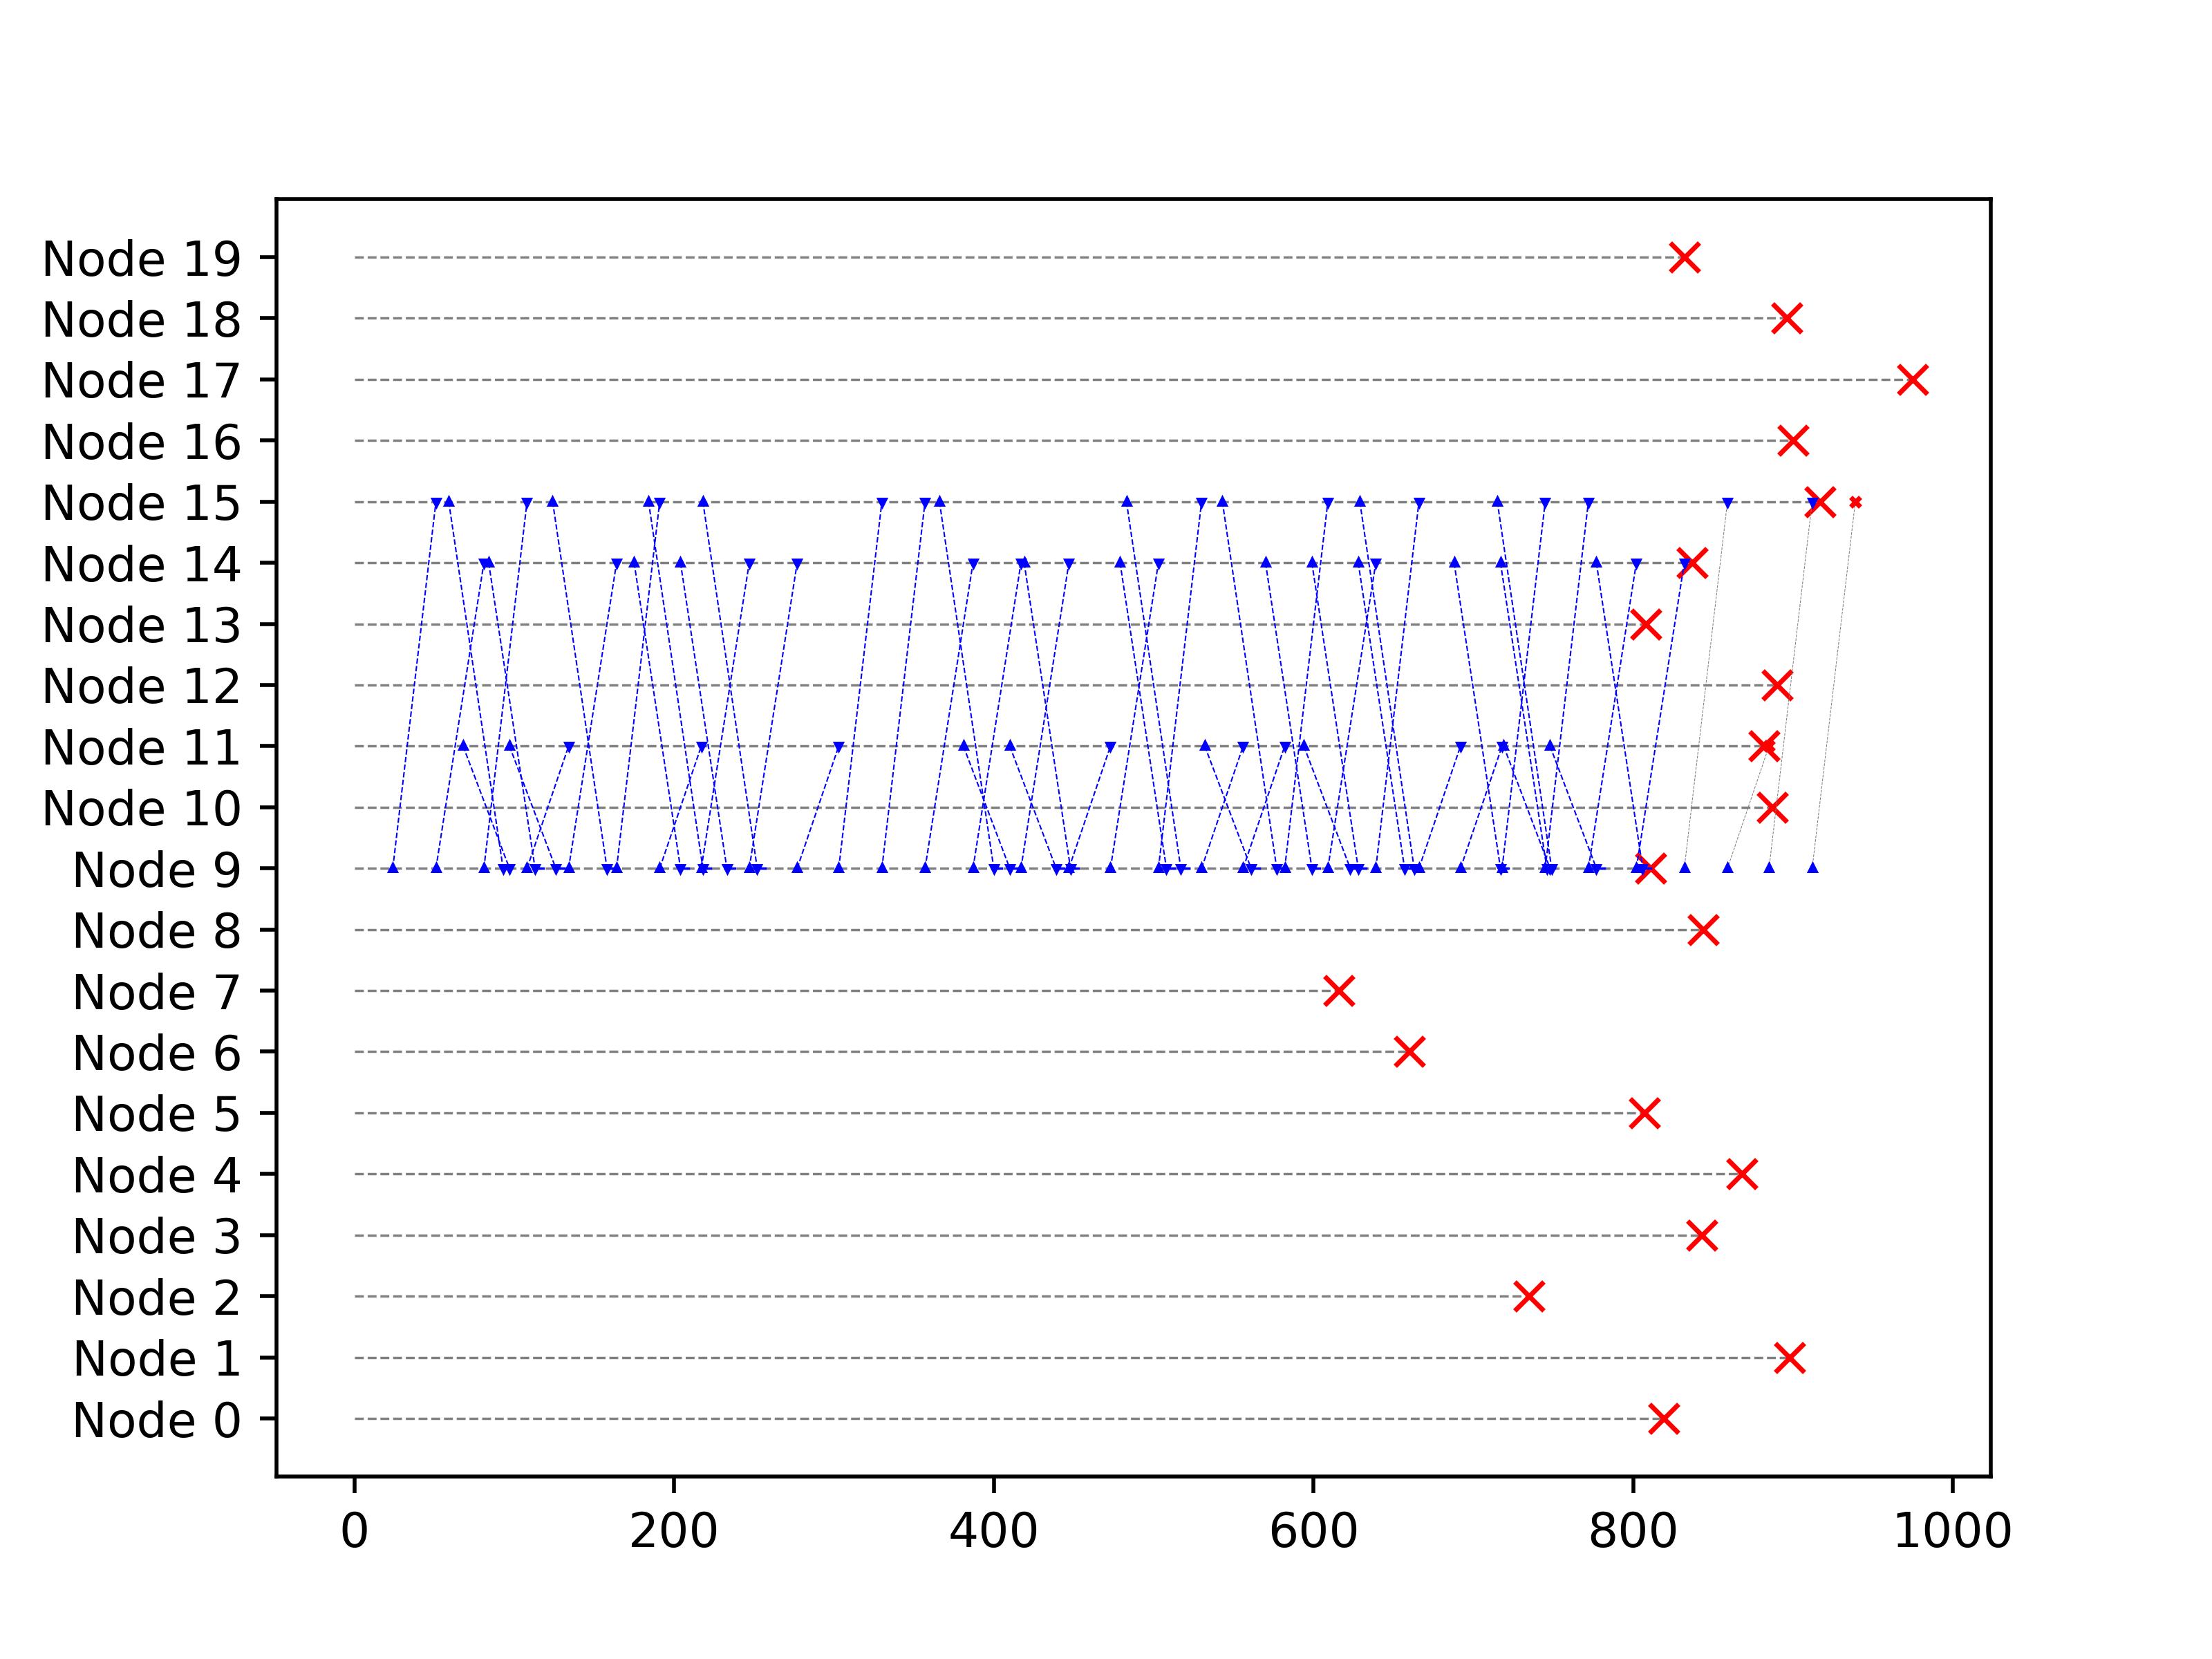 Node 19
Node 18
Node 17
Node 16
Node 15
Node 14
Node 13
Node 12
Node 11
Node 10
Node 9
Node 8
Node 7
Node 6
Node 5
Node 4
Node 3
Node 2
Node 1
Node 0
0 200 400 600 800 1000